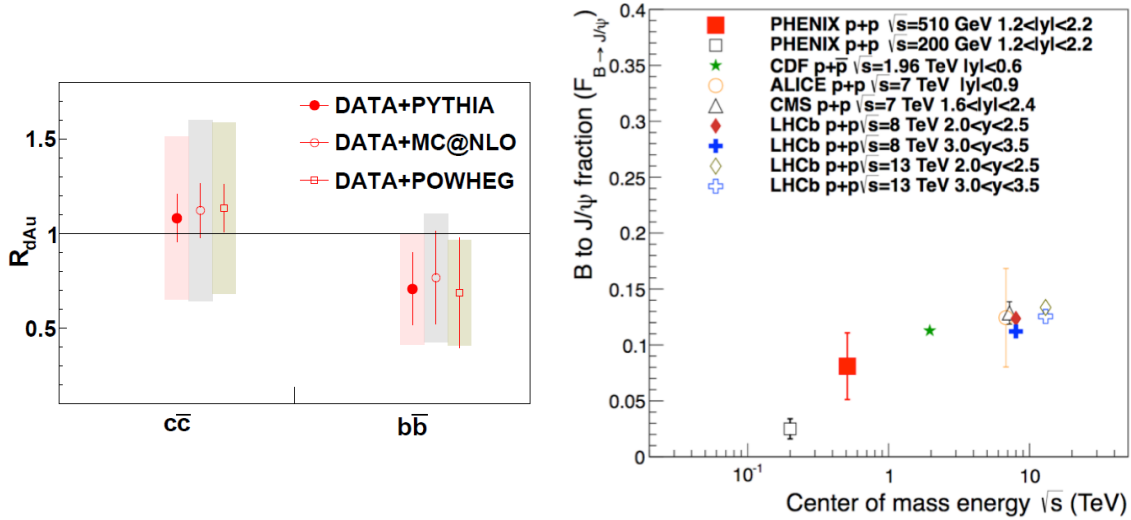 R_dAu
1.5
1
0.5
DATA+PYTHIA
DATA+MC@NLO
DATA+POWHEG
cc̅
bb̅
B to J/ψ fraction (F_B→ J/ψ)
0.4
0.35
0.3
0.25
0.2
0.15
0.1
0.05
0
PHENIX p+p √s=510 GeV 1.2<|y|<2.2
PHENIX p+p √s=200 GeV 1.2<|y|<2.2
CDF p+p̅ √s=1.96 TeV |y|<0.6
ALICE p+p √s=7 TeV |y|<0.9
CMS p+p √s=7 TeV 1.6<|y|<2.4
LHCb p+p√s=8 TeV 2.0<y<2.5
LHCb p+p√s=8 TeV 3.0<y<3.5
LHCb p+p√s=13 TeV 2.0<y<2.5
LHCb p+p√s=13 TeV 3.0<y<3.5
10⁻¹
1
10
Center of mass energy √s (TeV)